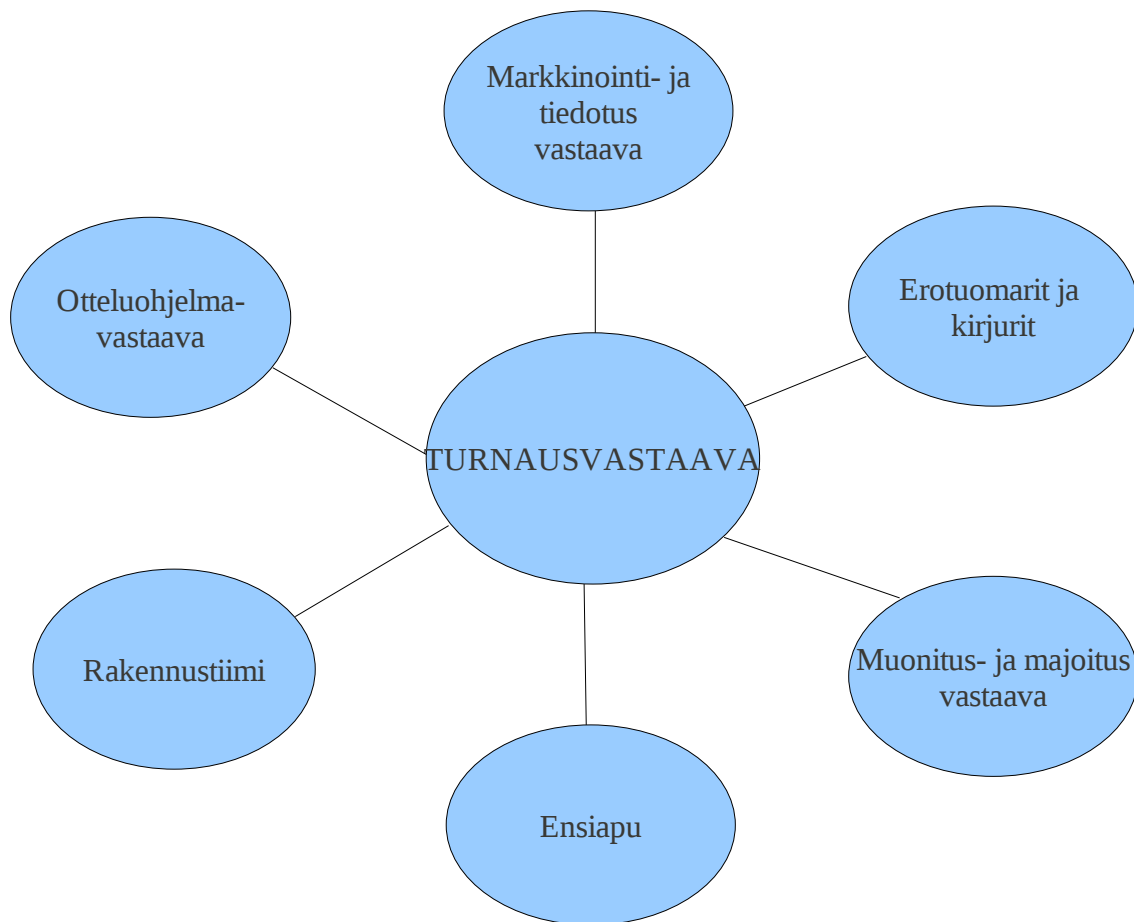 Markkinointi- ja
tiedotus
vastaava
Otteluohjelma-
vastaava
Erotuomarit ja
kirjurit
TURNAUSVASTAAVA
Rakennustiimi
Muonitus- ja majoitus
vastaava
Ensiapu